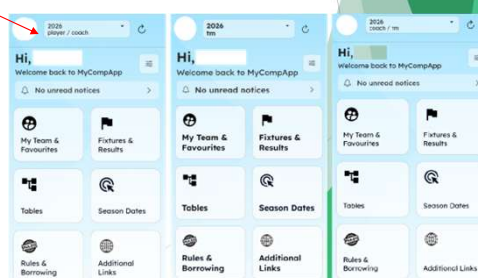 2026
player / coach
Hi,
Welcome back to MyCompApp
No unread notices
My Team &
Favourites
Fixtures &
Results
Tables
Season Dates
Rules &
Borrowing
Additional
Links
2026
tm
Hi,
Welcome back to MyCompApp
No unread notices
My Team &
Favourites
Fixtures &
Results
Tables
Season Dates
Rules &
Borrowing
Additional
Links
2026
coach / tm
Hi,
Welcome back to MyCompApp
No unread notices
My Team &
Favourites
Fixtures &
Results
Tables
Season Dates
Rules &
Borrowing
Additional Links